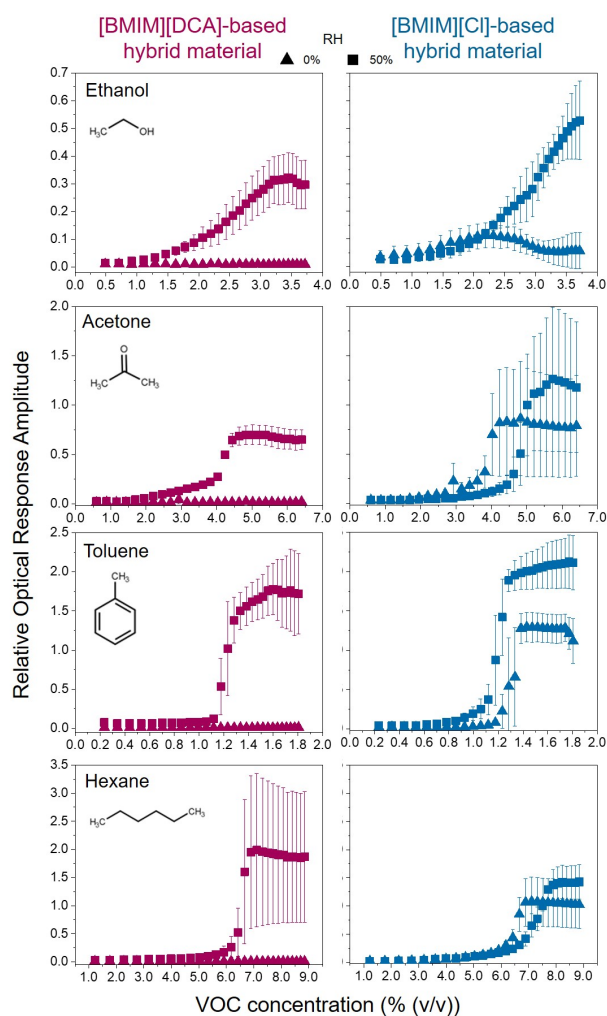 [BMIM][DCA]-based
hybrid material
RH
0% 50%
[BMIM][Cl]-based
hybrid material
Relative Optical Response Amplitude
Ethanol
H₃C OH
0.7
0.6
0.5
0.4
0.3
0.2
0.1
0.0
0.0 0.5 1.0 1.5 2.0 2.5 3.0 3.5 4.0
0.0 0.5 1.0 1.5 2.0 2.5 3.0 3.5 4.0
Acetone
O
H₃C CH₃
2.0
1.5
1.0
0.5
0.0
0.0 1.0 2.0 3.0 4.0 5.0 6.0 7.0
0.0 1.0 2.0 3.0 4.0 5.0 6.0 7.0
Toluene
CH₃
2.5
2.0
1.5
1.0
0.5
0.0
0.0 0.2 0.4 0.6 0.8 1.0 1.2 1.4 1.6 1.8 2.0
0.0 0.2 0.4 0.6 0.8 1.0 1.2 1.4 1.6 1.8 2.0
Hexane
H₃C CH₃
3.5
3.0
2.5
2.0
1.5
1.0
0.5
0.0
1.0 2.0 3.0 4.0 5.0 6.0 7.0 8.0 9.0
1.0 2.0 3.0 4.0 5.0 6.0 7.0 8.0 9.0
VOC concentration (% (v/v))